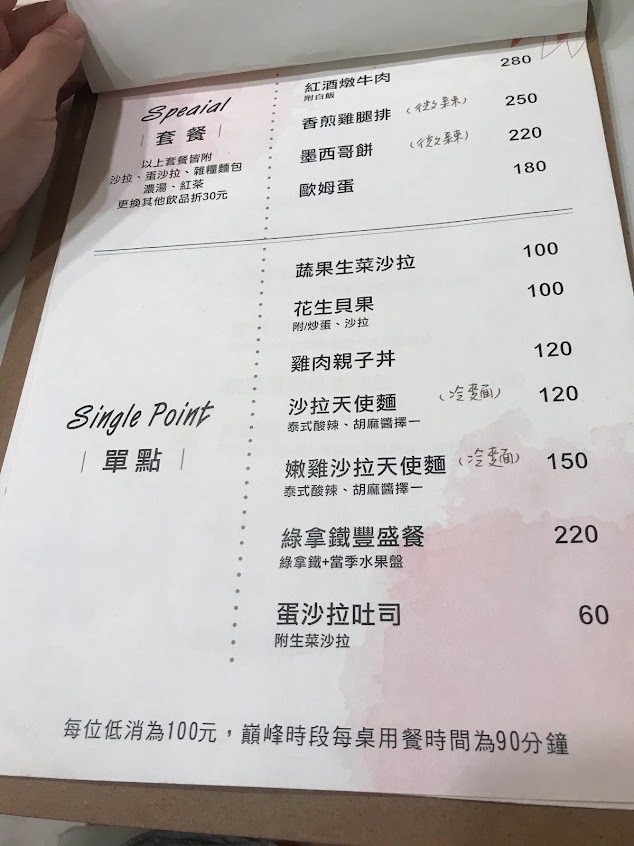 Speaial
套餐
以上套餐皆附
沙拉、蛋沙拉、雜糧麵包
濃湯、紅茶
更換其他飲品折30元
紅酒燉牛肉 280
附白飯
香煎雞腿排 (微辣) 250
墨西哥餅 (微辣) 220
歐姆蛋 180
Single Point
單點
蔬果生菜沙拉 100
花生貝果 100
附/炒蛋、沙拉
雞肉親子丼 120
沙拉天使麵 (冷麵) 120
泰式酸辣、胡麻醬擇一
嫩雞沙拉天使麵 (冷麵) 150
泰式酸辣、胡麻醬擇一
綠拿鐵豐盛餐 220
綠拿鐵+當季水果盤
蛋沙拉吐司 60
附生菜沙拉
每位低消為100元，巔峰時段每桌用餐時間為90分鐘